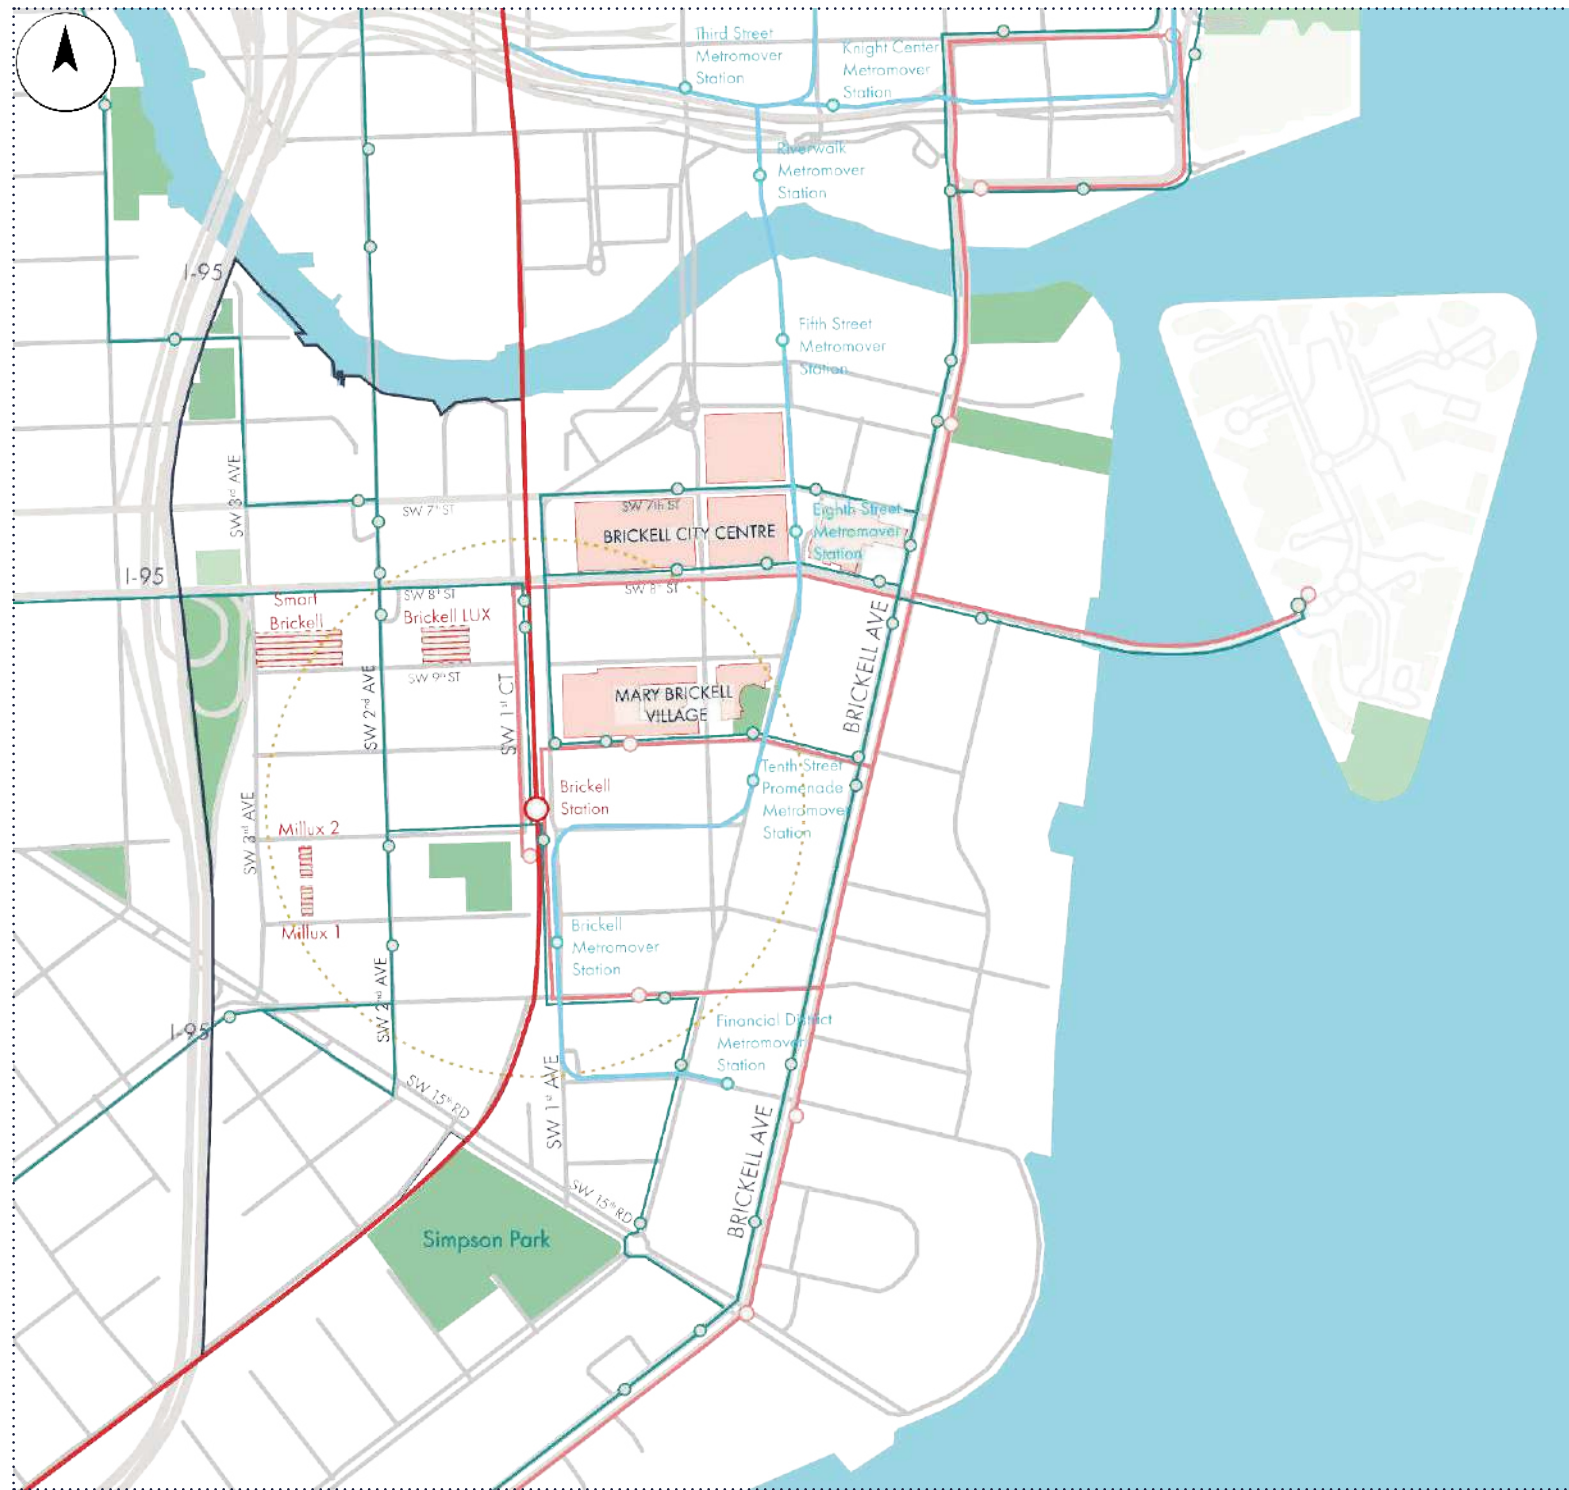 Third Street
Metromover
Station
Knight Center
Metromover
Station
Riverwalk
Metromover
Station
I-95
Fifth Street
Metromover
Station
SW 3rd AVE
SW 7th ST
SW 7th ST
BRICKELL CITY CENTRE
Eighth Street
Metromover
Station
I-95
SW 8th ST
SW 8th ST
Smart
Brickell
Brickell LUX
SW 9th ST
SW 2nd AVE
SW 1st CT
MARY BRICKELL
VILLAGE
BRICKELL AVE
Tenth Street
Promenade
Metromover
Station
Brickell
Station
SW 3rd AVE
Millux 2
Millux 1
Brickell
Metromover
Station
SW 2nd AVE
I-95
Financial District
Metromover
Station
SW 15th RD
SW 1st AVE
SW 15th RD
BRICKELL AVE
Simpson Park